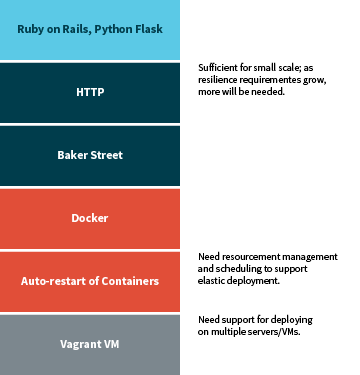 Ruby on Rails, Python Flask
Sufficient for small scale; as
resilience requirementes grow,
more will be needed.
HTTP
Baker Street
Docker
Need resourcement management
and scheduling to support
elastic deployment.
Auto-restart of Containers
Need support for deploying
on multiple servers/VMs.
Vagrant VM